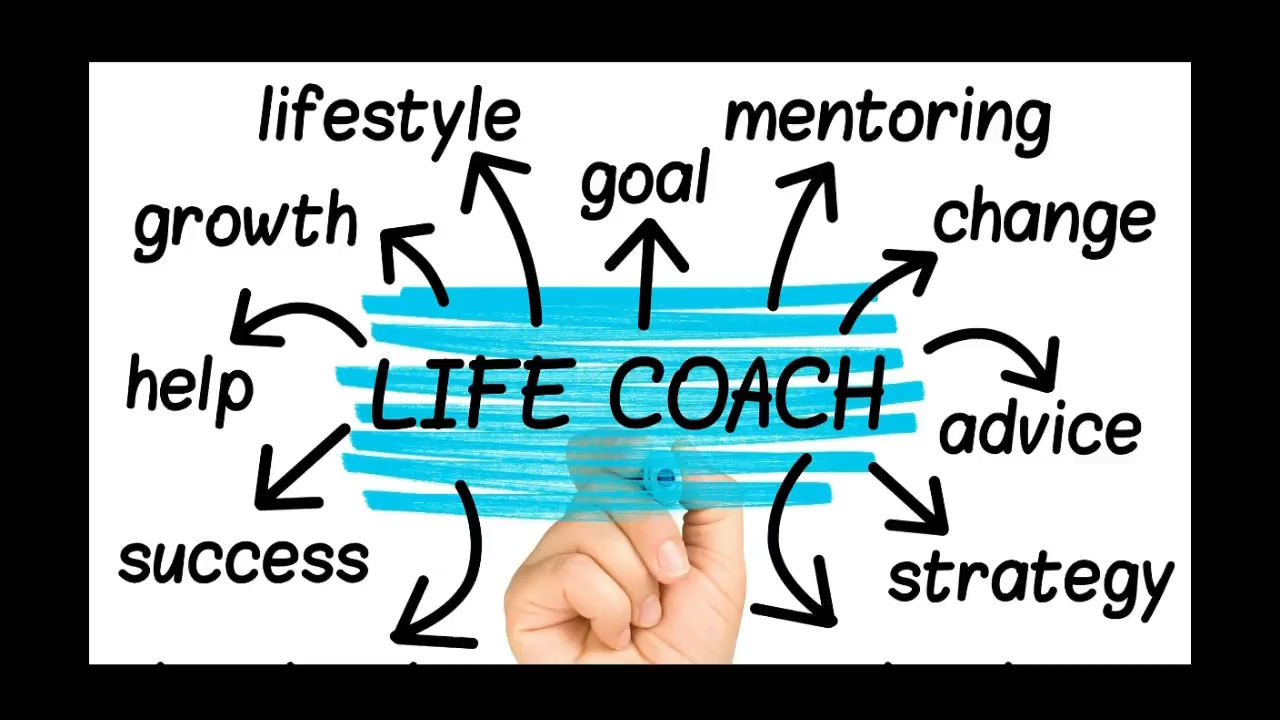 lifestyle
mentoring
goal
growth
change
help
LIFE COACH
advice
success
strategy